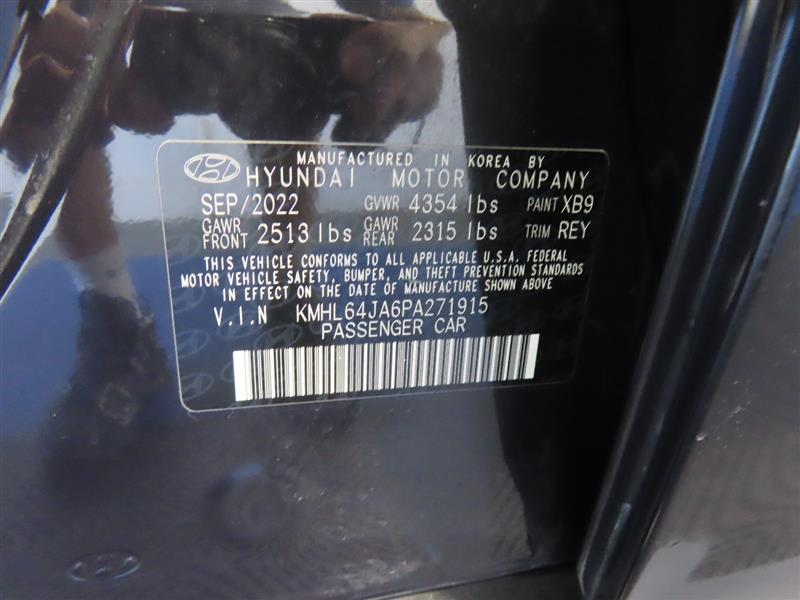 MANUFACTURED IN KOREA BY
HYUNDAI MOTOR COMPANY
SEP/2022 GVWR 4354 lbs PAINT XB9
GAWR FRONT 2513 lbs GAWR REAR 2315 lbs TRIM REY
THIS VEHICLE CONFORMS TO ALL APPLICABLE U.S.A. FEDERAL
MOTOR VEHICLE SAFETY, BUMPER, AND THEFT PREVENTION STANDARDS
IN EFFECT ON THE DATE OF MANUFACTURE SHOWN ABOVE
V.I.N KMHL64JA6PA271915
PASSENGER CAR